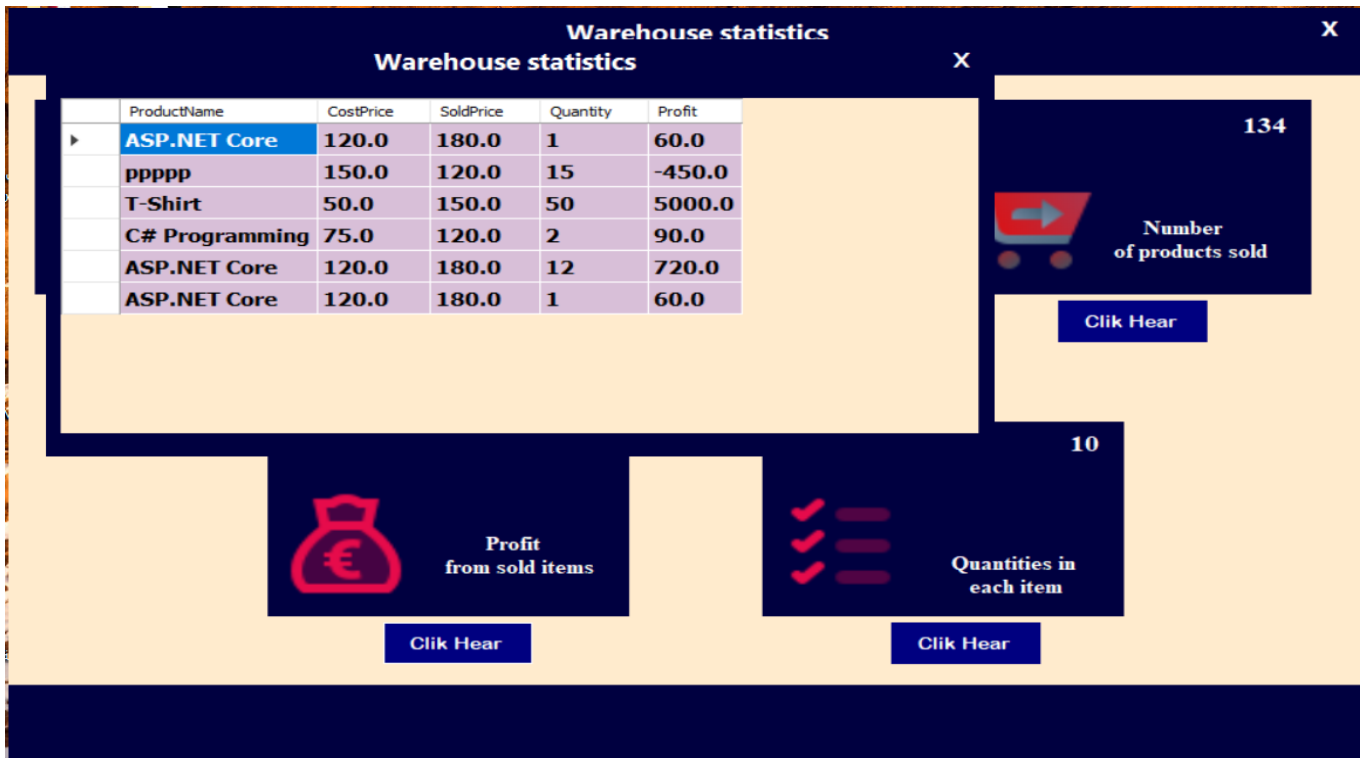 Warehouse statistics X
Warehouse statistics X
ProductName CostPrice SoldPrice Quantity Profit
ASP.NET Core 120.0 180.0 1 60.0
ppppp 150.0 120.0 15 -450.0
T-Shirt 50.0 150.0 50 5000.0
C# Programming 75.0 120.0 2 90.0
ASP.NET Core 120.0 180.0 12 720.0
ASP.NET Core 120.0 180.0 1 60.0
134
Number
of products sold
Clik Hear
Profit
from sold items
Clik Hear
10
Quantities in
each item
Clik Hear